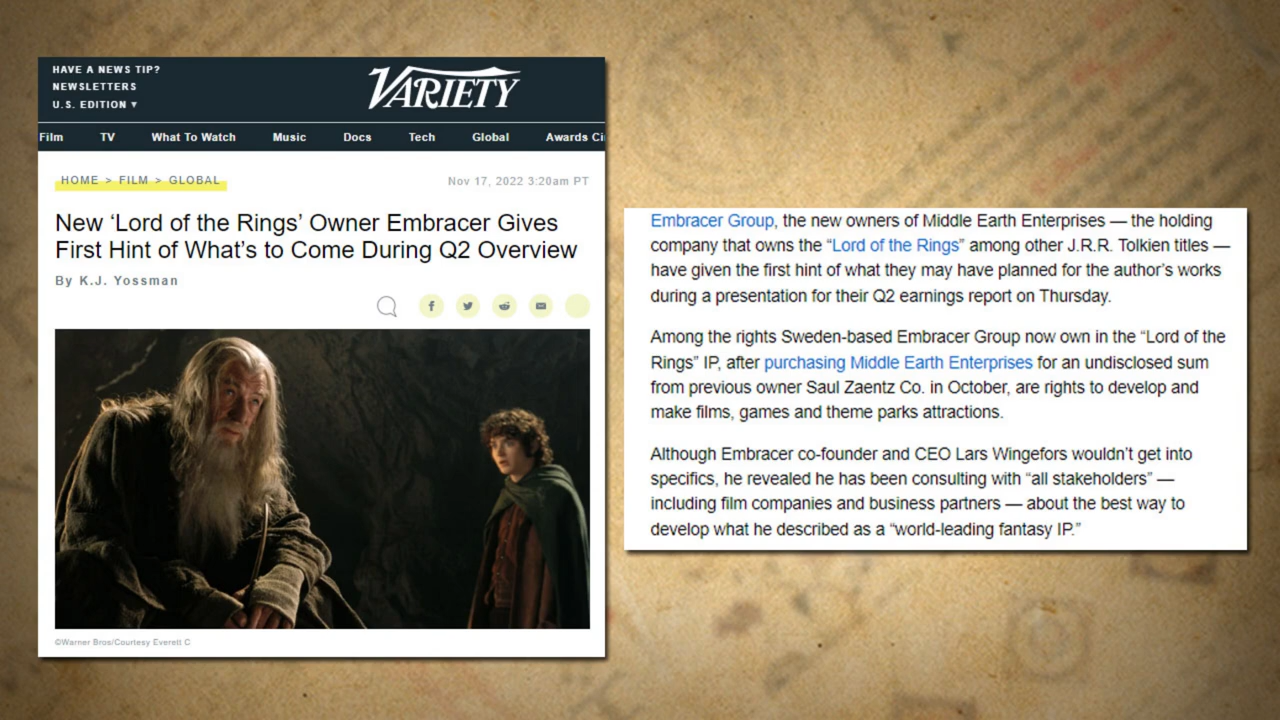 HAVE A NEWS TIP?
NEWSLETTERS
U.S. EDITION ▾
VARIETY
Film TV What To Watch Music Docs Tech Global Awards Ci
HOME > FILM > GLOBAL
Nov 17, 2022 3:20am PT
New ‘Lord of the Rings’ Owner Embracer Gives
First Hint of What’s to Come During Q2 Overview
By K.J. Yossman
©Warner Bros/Courtesy Everett C
Embracer Group, the new owners of Middle Earth Enterprises — the holding
company that owns the “Lord of the Rings” among other J.R.R. Tolkien titles —
have given the first hint of what they may have planned for the author’s works
during a presentation for their Q2 earnings report on Thursday.
Among the rights Sweden-based Embracer Group now own in the “Lord of the
Rings” IP, after purchasing Middle Earth Enterprises for an undisclosed sum
from previous owner Saul Zaentz Co. in October, are rights to develop and
make films, games and theme parks attractions.
Although Embracer co-founder and CEO Lars Wingefors wouldn’t get into
specifics, he revealed he has been consulting with “all stakeholders” —
including film companies and business partners — about the best way to
develop what he described as a “world-leading fantasy IP.”